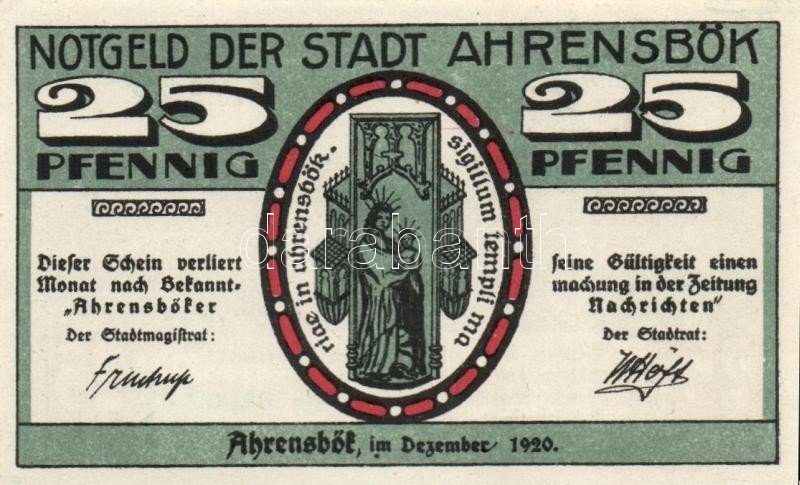 NOTGELD DER STADT AHRENSBÖK
25 25
PFENNIG PFENNIG
sigillum templi ma
riae in ahrensbök.
Dieser Schein verliert seine Gültigkeit einen
Monat nach Bekannt- machung in der Zeitung
„Ahrensböker Nachrichten"
Der Stadtmagistrat: Der Stadtrat:
Ahrensbök, im Dezember 1920.
darabanth